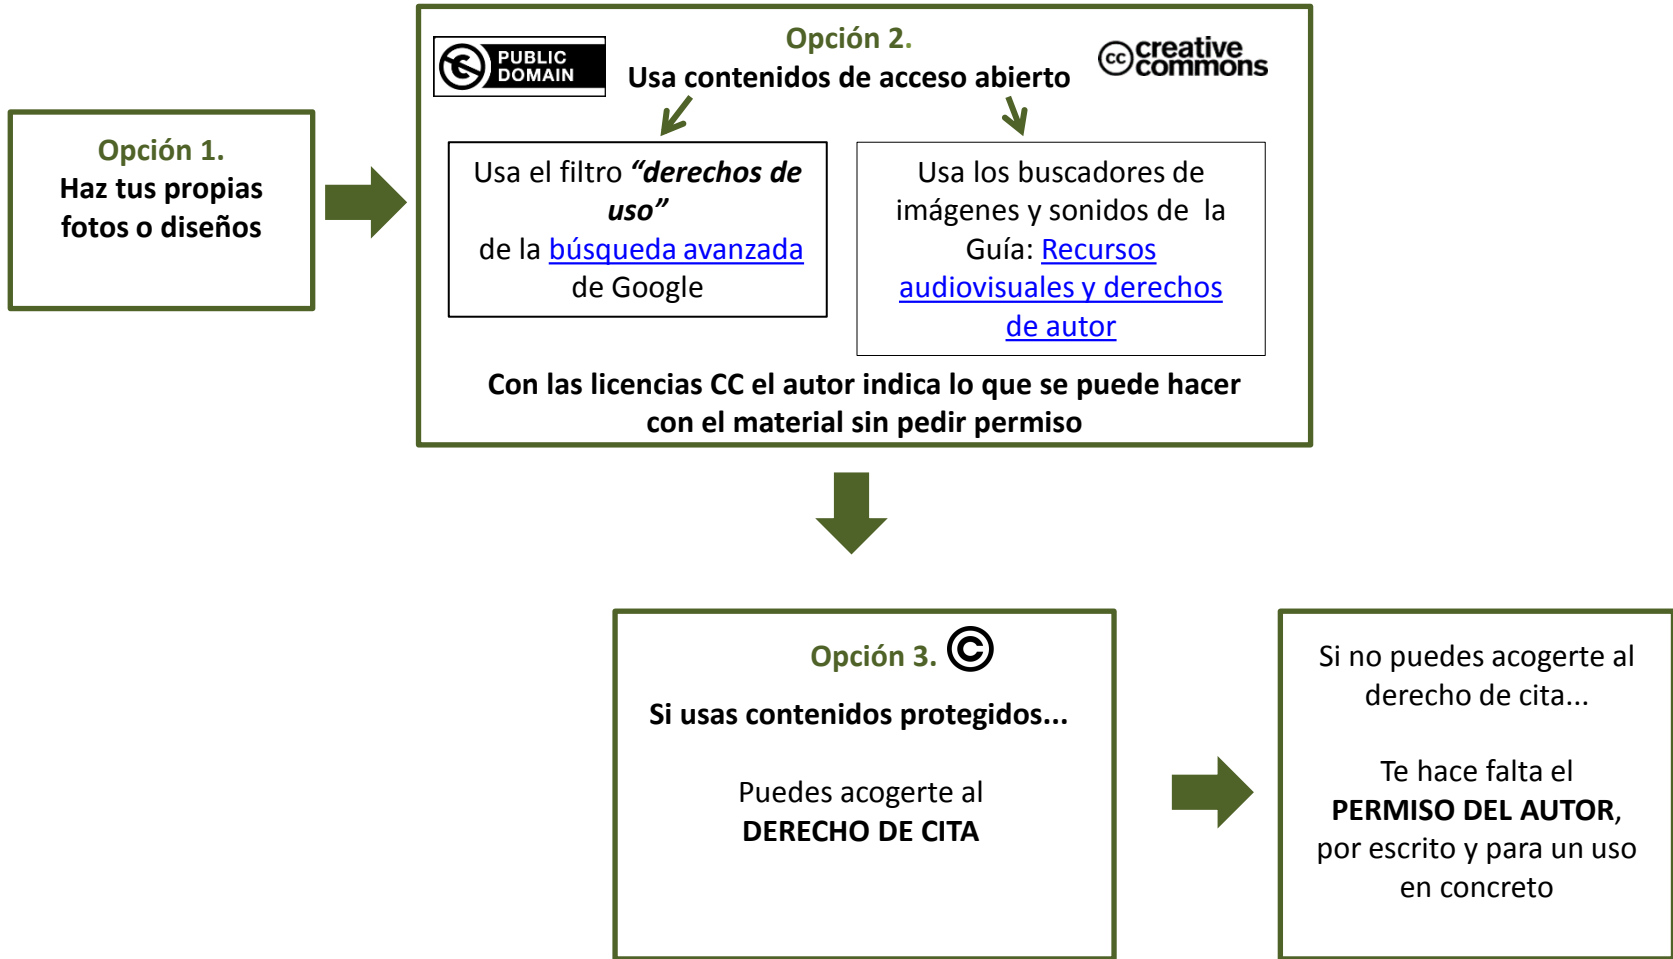 Opción 1.
Haz tus propias
fotos o diseños
PUBLIC
DOMAIN
Opción 2.
cc creative
commons
Usa contenidos de acceso abierto
Usa el filtro “derechos de
uso”
de la búsqueda avanzada
de Google
Usa los buscadores de
imágenes y sonidos de la
Guía: Recursos
audiovisuales y derechos
de autor
Con las licencias CC el autor indica lo que se puede hacer
con el material sin pedir permiso
Opción 3. ©
Si usas contenidos protegidos...
Puedes acogerte al
DERECHO DE CITA
Si no puedes acogerte al
derecho de cita...
Te hace falta el
PERMISO DEL AUTOR,
por escrito y para un uso
en concreto